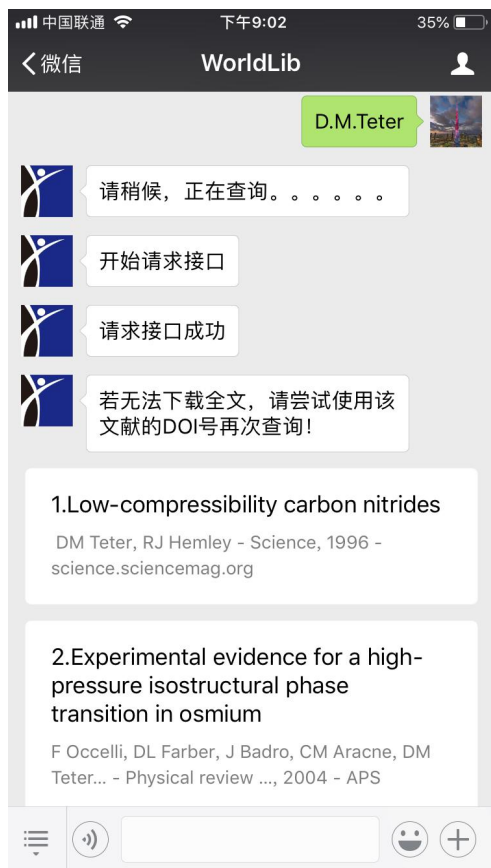 中国联通
下午9:02
35%
微信
WorldLib
D.M.Teter
请稍候，正在查询。。。。。。
开始请求接口
请求接口成功
若无法下载全文，请尝试使用该
文献的DOI号再次查询！
1.Low-compressibility carbon nitrides
DM Teter, RJ Hemley - Science, 1996 -
science.sciencemag.org
2.Experimental evidence for a high-
pressure isostructural phase
transition in osmium
F Occelli, DL Farber, J Badro, CM Aracne, DM
Teter... - Physical review ..., 2004 - APS